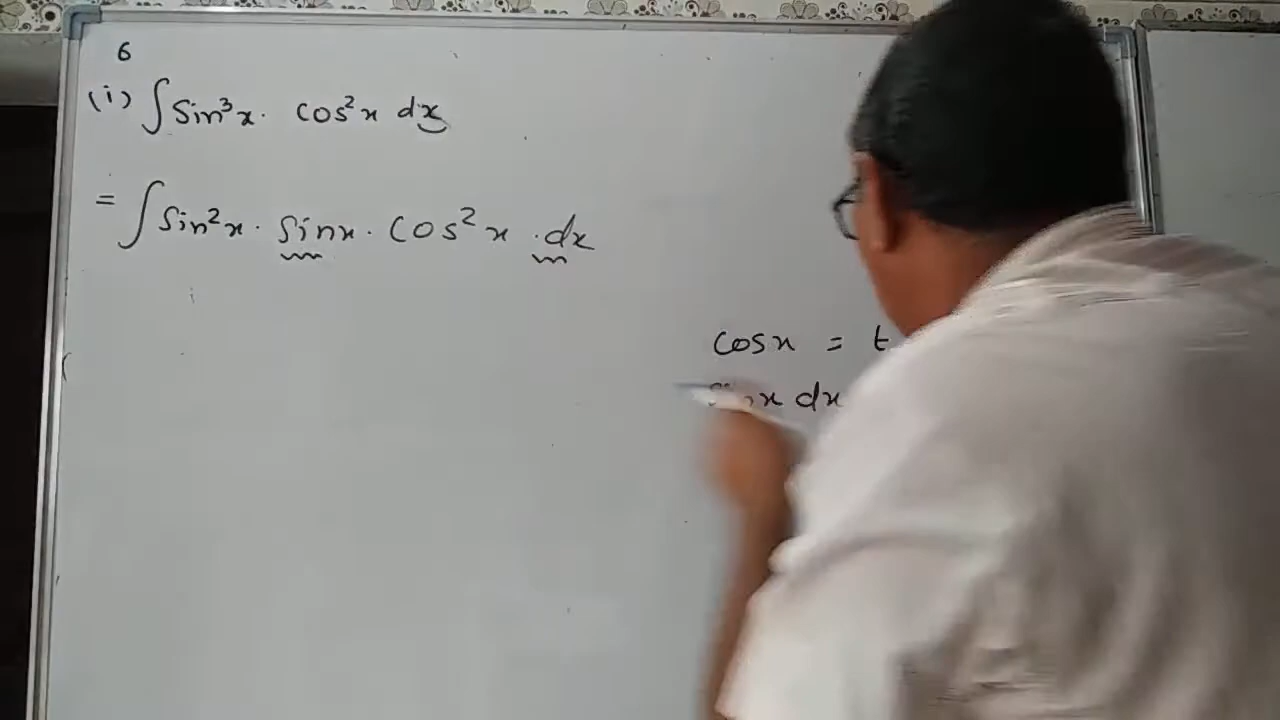 6
(i) ∫ Sin³x. Cos²x dx
= ∫ Sin²x . Sinx . Cos²x .dx
Cosx = t
x dx